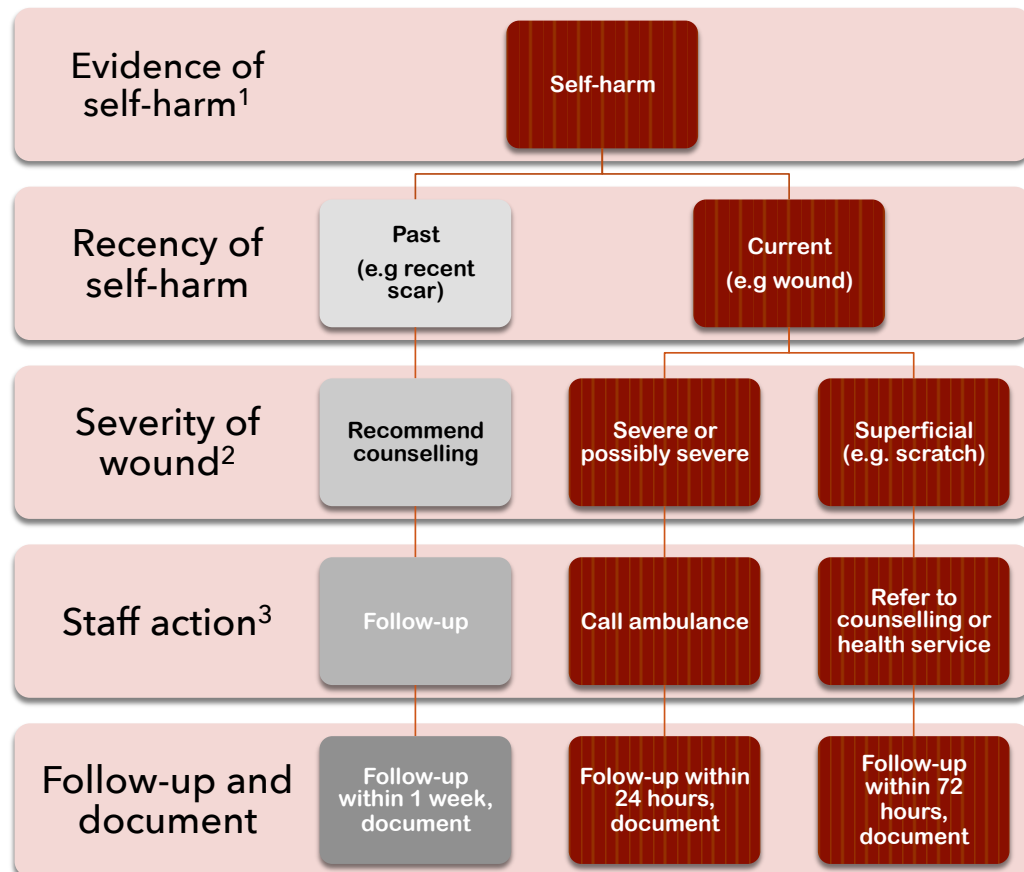 Evidence of
self-harm1
Self-harm
Recency of
self-harm
Past
(e.g recent
scar)
Current
(e.g wound)
Severity of
wound2
Recommend
counselling
Severe or
possibly severe
Superficial
(e.g. scratch)
Staff action3
Follow-up
Call ambulance
Refer to
counselling or
health service
Follow-up and
document
Follow-up
within 1 week,
document
Folow-up within
24 hours,
document
Follow-up
within 72
hours,
document